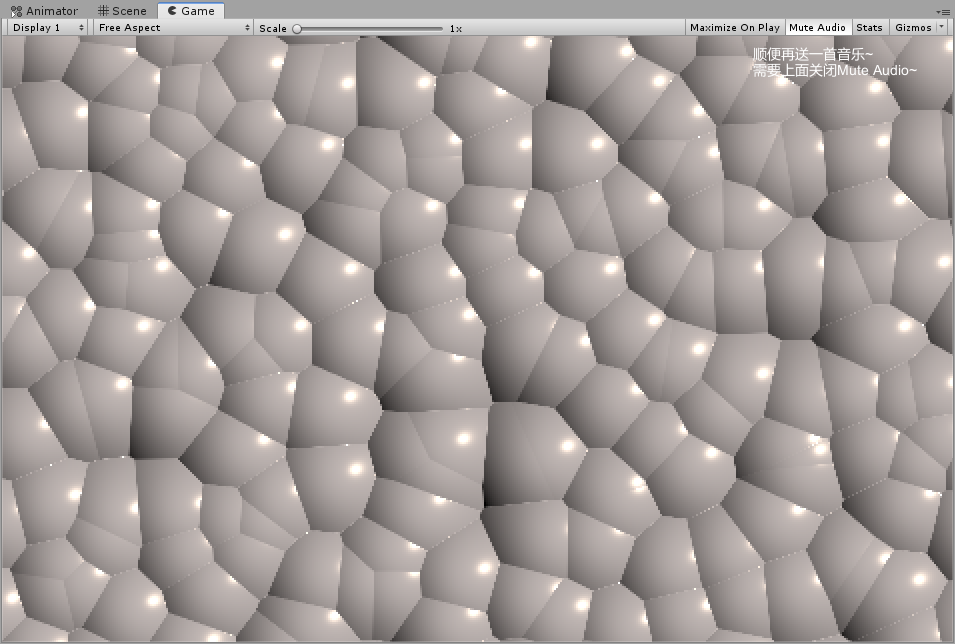 Animator Scene Game
Display 1 Free Aspect Scale 1x Maximize On Play Mute Audio Stats Gizmos
顺便再送一首音乐~
需要上面关闭Mute Audio~